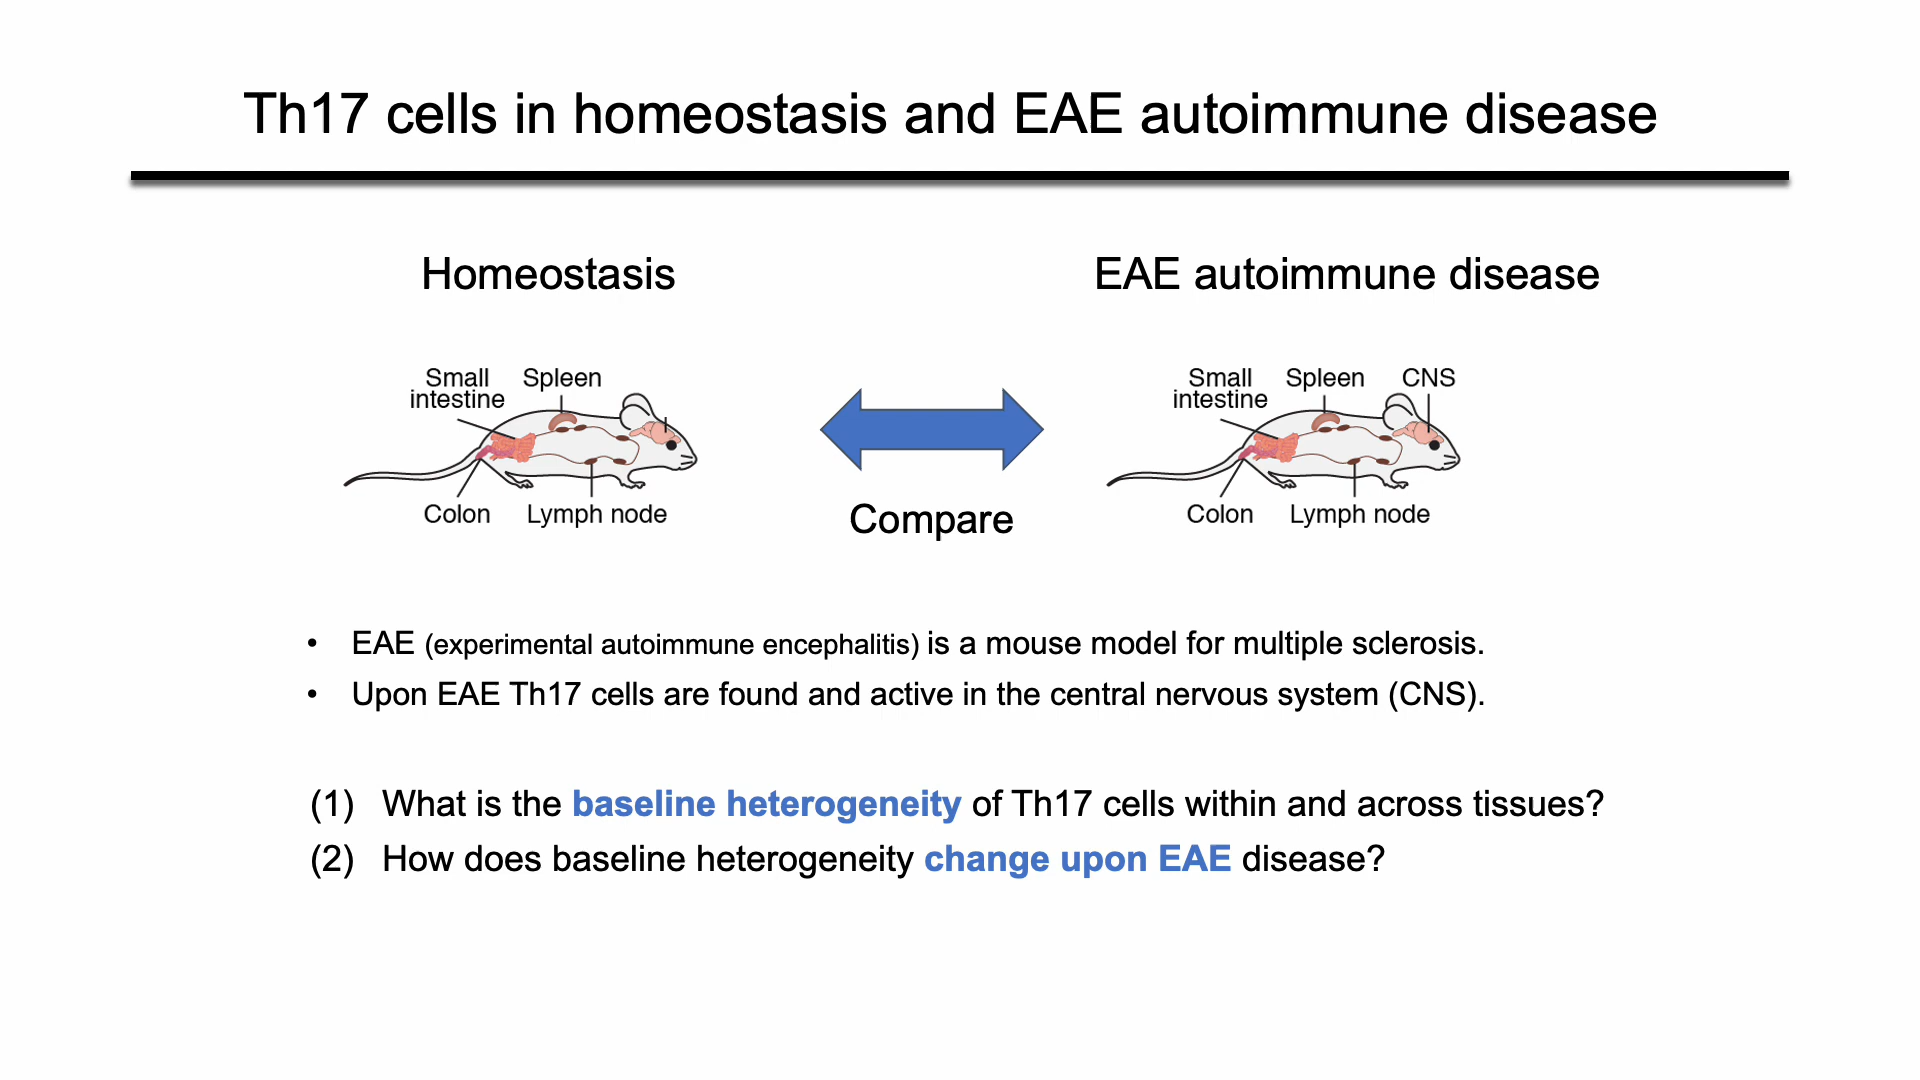 Th17 cells in homeostasis and EAE autoimmune disease
Homeostasis
EAE autoimmune disease
Small
intestine
Spleen
Colon
Lymph node
Compare
Small
intestine
Spleen
CNS
Colon
Lymph node
• EAE (experimental autoimmune encephalitis) is a mouse model for multiple sclerosis.
• Upon EAE Th17 cells are found and active in the central nervous system (CNS).
(1) What is the baseline heterogeneity of Th17 cells within and across tissues?
(2) How does baseline heterogeneity change upon EAE disease?